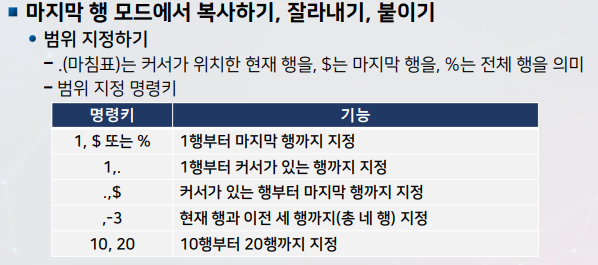 마지막 행 모드에서 복사하기, 잘라내기, 붙이기
범위 지정하기
– .(마침표)는 커서가 위치한 현재 행을, $는 마지막 행을, %는 전체 행을 의미
– 범위 지정 명령키
명령키 기능
1, $ 또는 % 1행부터 마지막 행까지 지정
1,. 1행부터 커서가 있는 행까지 지정
.,$ 커서가 있는 행부터 마지막 행까지 지정
,-3 현재 행과 이전 세 행까지(총 네 행) 지정
10, 20 10행부터 20행까지 지정